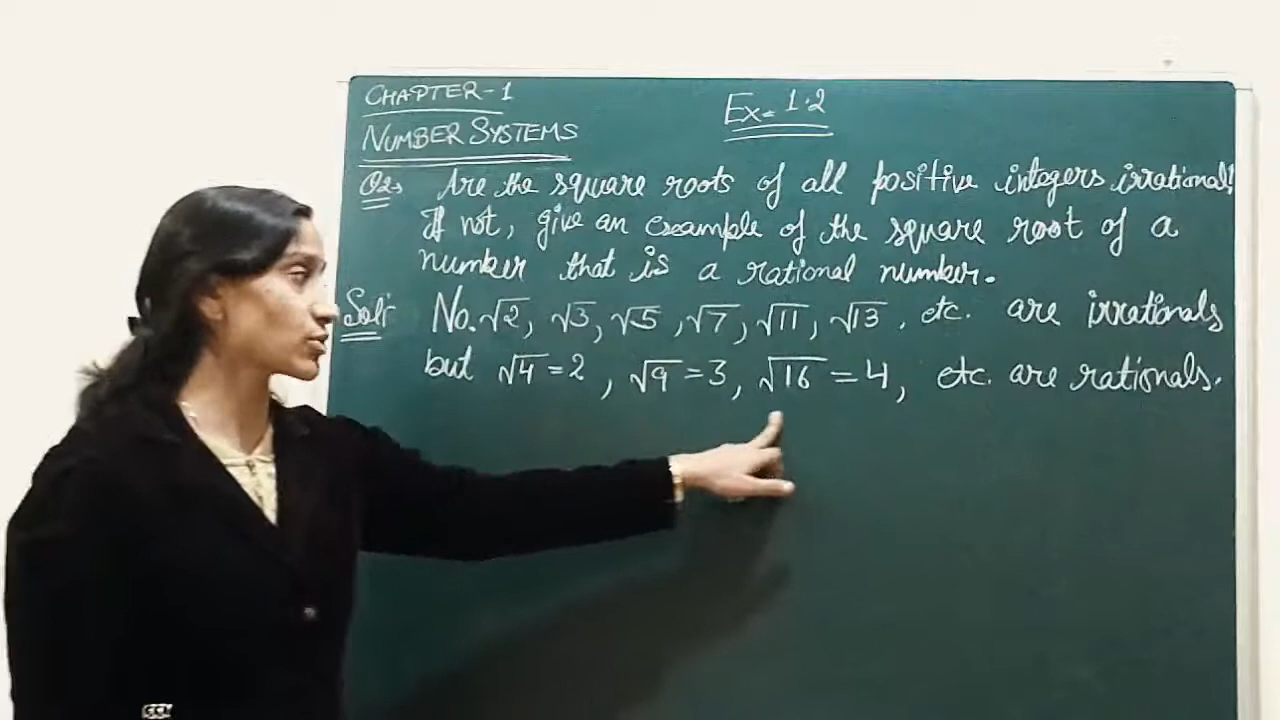 CHAPTER-1
Ex. 1.2
NUMBER SYSTEMS
Q2. Are the square roots of all positive integers irrational?
If not, give an example of the square root of a
number that is a rational number.
Sol: No. √2, √3, √5, √7, √11, √13, etc. are irrationals
but √4=2, √9=3, √16=4, etc. are rationals.